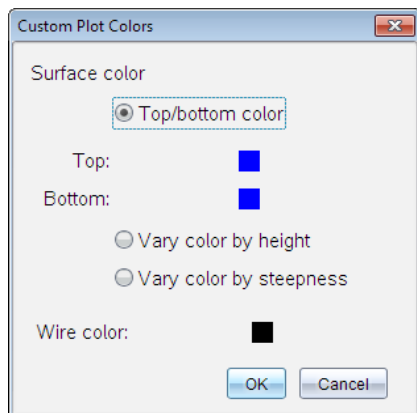 Custom Plot Colors
Surface color
Top/bottom color
Top:
Bottom:
Vary color by height
Vary color by steepness
Wire color:
OK Cancel